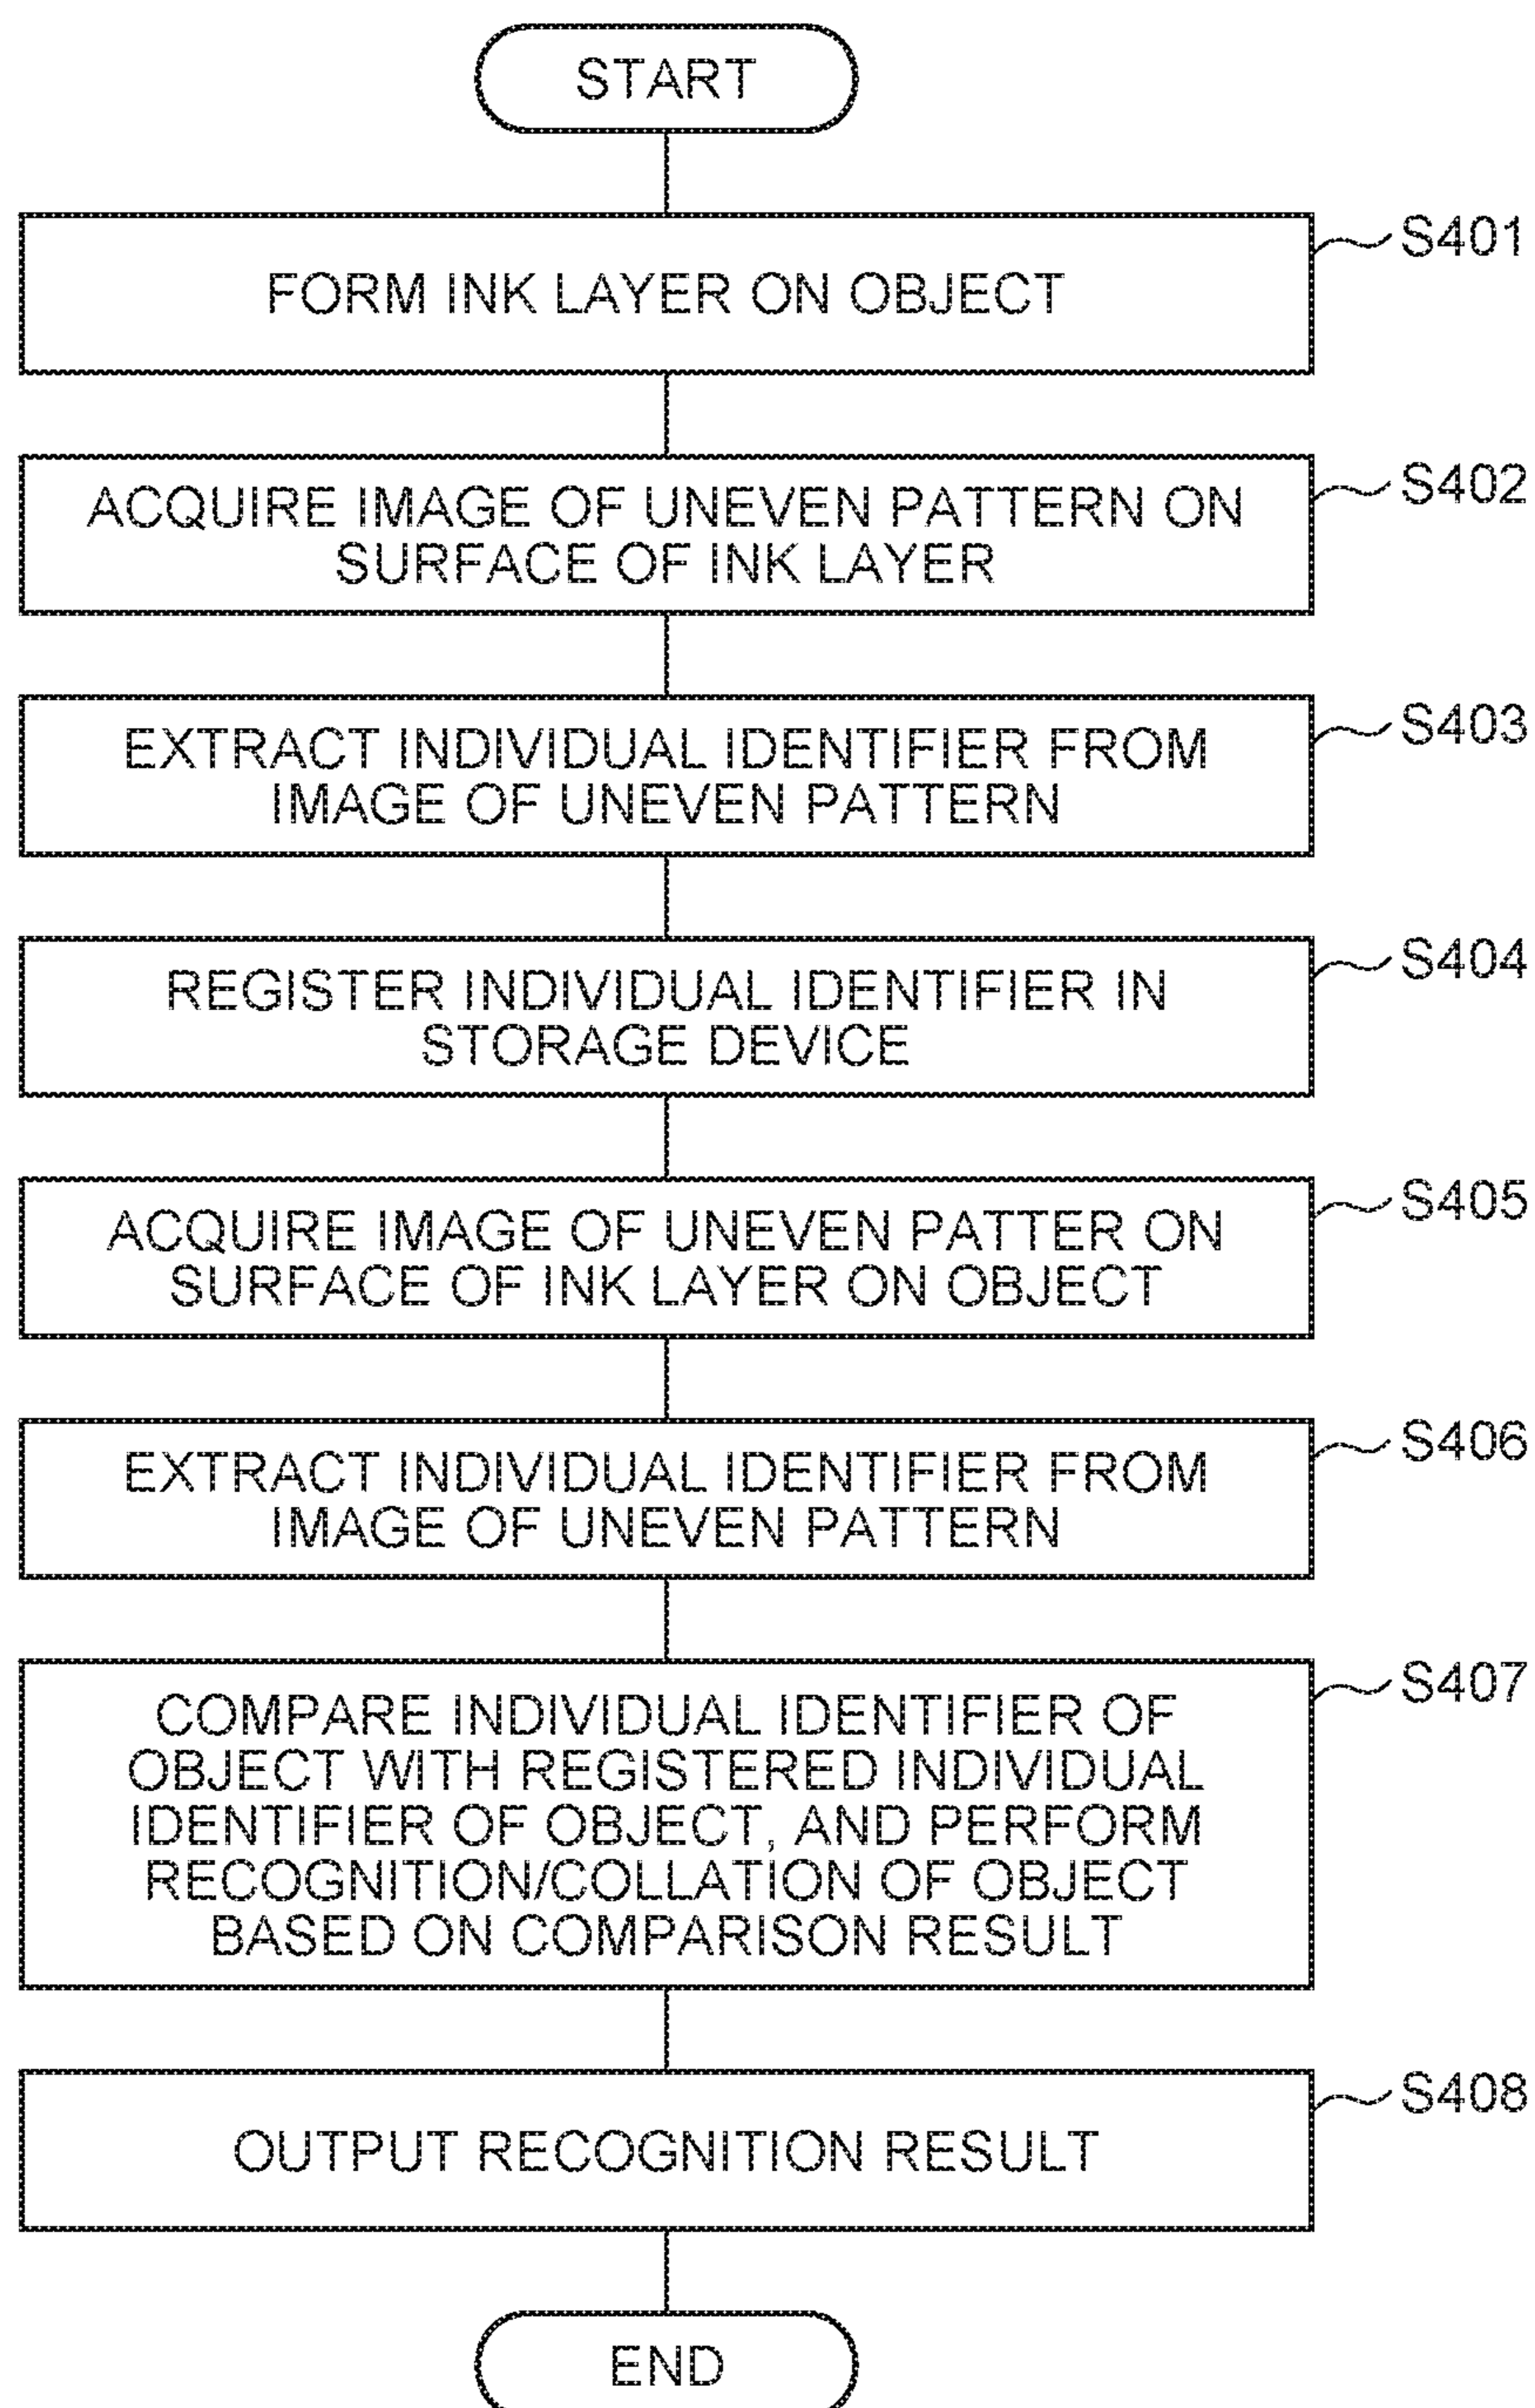 START
S401
FORM INK LAYER ON OBJECT
S402
ACQUIRE IMAGE OF UNEVEN PATTERN ON
SURFACE OF INK LAYER
S403
EXTRACT INDIVIDUAL IDENTIFIER FROM
IMAGE OF UNEVEN PATTERN
S404
REGISTER INDIVIDUAL IDENTIFIER IN
STORAGE DEVICE
S405
ACQUIRE IMAGE OF UNEVEN PATTER ON
SURFACE OF INK LAYER ON OBJECT
S406
EXTRACT INDIVIDUAL IDENTIFIER FROM
IMAGE OF UNEVEN PATTERN
S407
COMPARE INDIVIDUAL IDENTIFIER OF
OBJECT WITH REGISTERED INDIVIDUAL
IDENTIFIER OF OBJECT, AND PERFORM
RECOGNITION/COLLATION OF OBJECT
BASED ON COMPARISON RESULT
S408
OUTPUT RECOGNITION RESULT
END